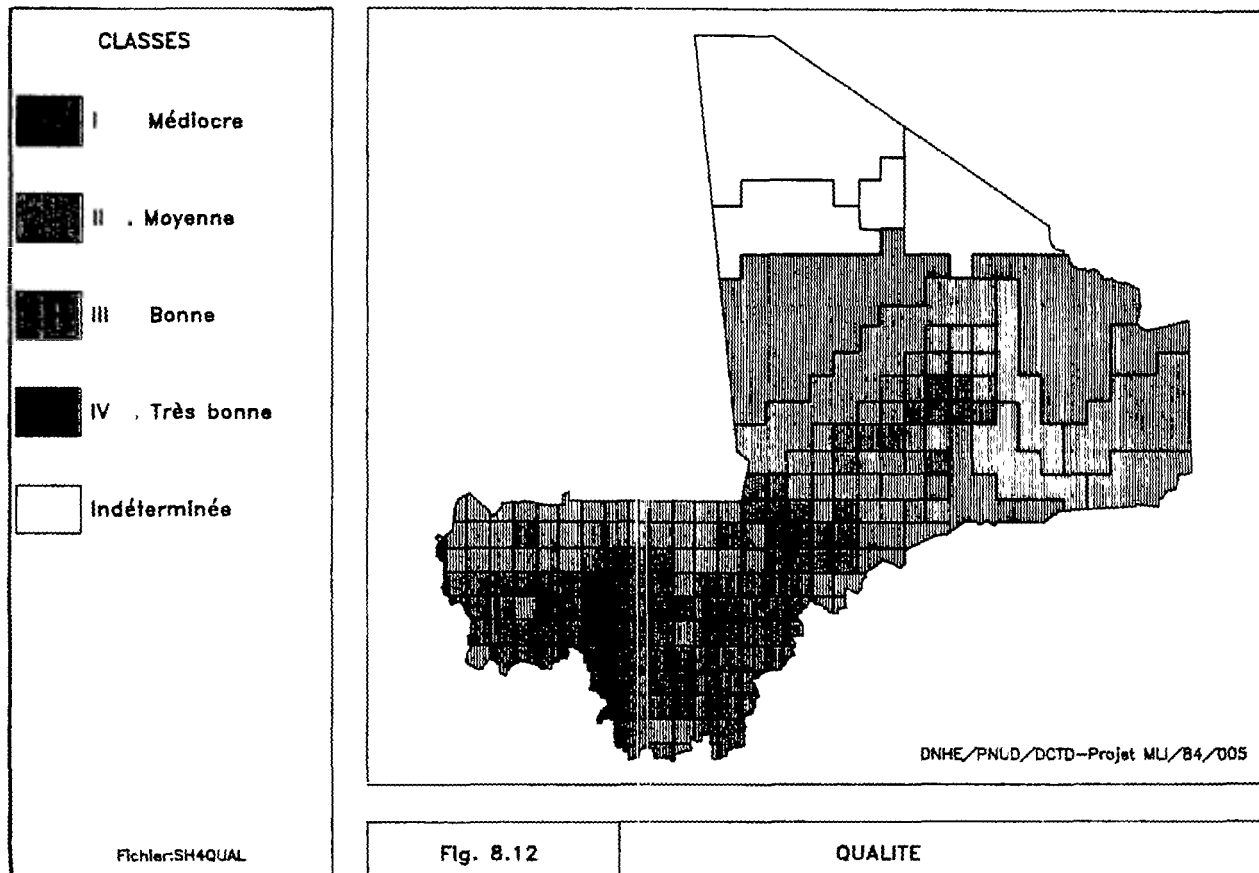 CLASSES
I Médiocre
II . Moyenne
III Bonne
IV . Très bonne
Indéterminée
Fichier:SH4QUAL
DNHE/PNUD/DCTD-Projet MLI/84/005
Fig. 8.12
QUALITE